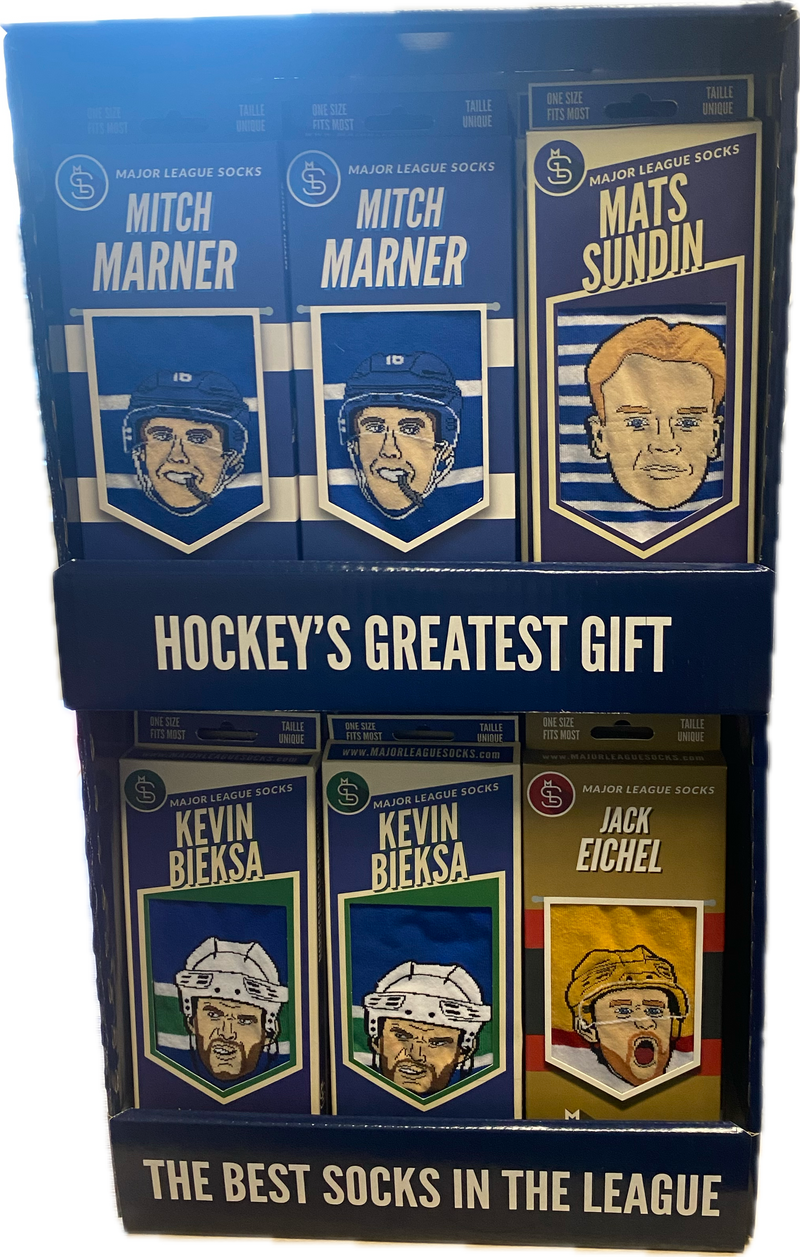 ONE SIZE
FITS MOST
TAILLE
UNIQUE
MAJOR LEAGUE SOCKS
MITCH
MARNER
16
ONE SIZE
FITS MOST
TAILLE
UNIQUE
MAJOR LEAGUE SOCKS
MITCH
MARNER
16
ONE SIZE
FITS MOST
TAILLE
UNIQUE
MAJOR LEAGUE SOCKS
MATS
SUNDIN
HOCKEY'S GREATEST GIFT
ONE SIZE
FITS MOST
TAILLE
UNIQUE
MAJOR LEAGUE SOCKS
KEVIN
BIEKSA
ONE SIZE
FITS MOST
TAILLE
UNIQUE
www.MAJORLEAGUESOCKS.com
MAJOR LEAGUE SOCKS
KEVIN
BIEKSA
ONE SIZE
FITS MOST
TAILLE
UNIQUE
www.MAJORLEAGUESOCKS.com
MAJOR LEAGUE SOCKS
JACK
EICHEL
THE BEST SOCKS IN THE LEAGUE